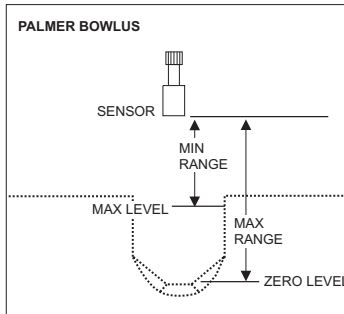 PALMER BOWLUS
SENSOR
MIN
RANGE
MAX LEVEL
MAX
RANGE
ZERO LEVEL